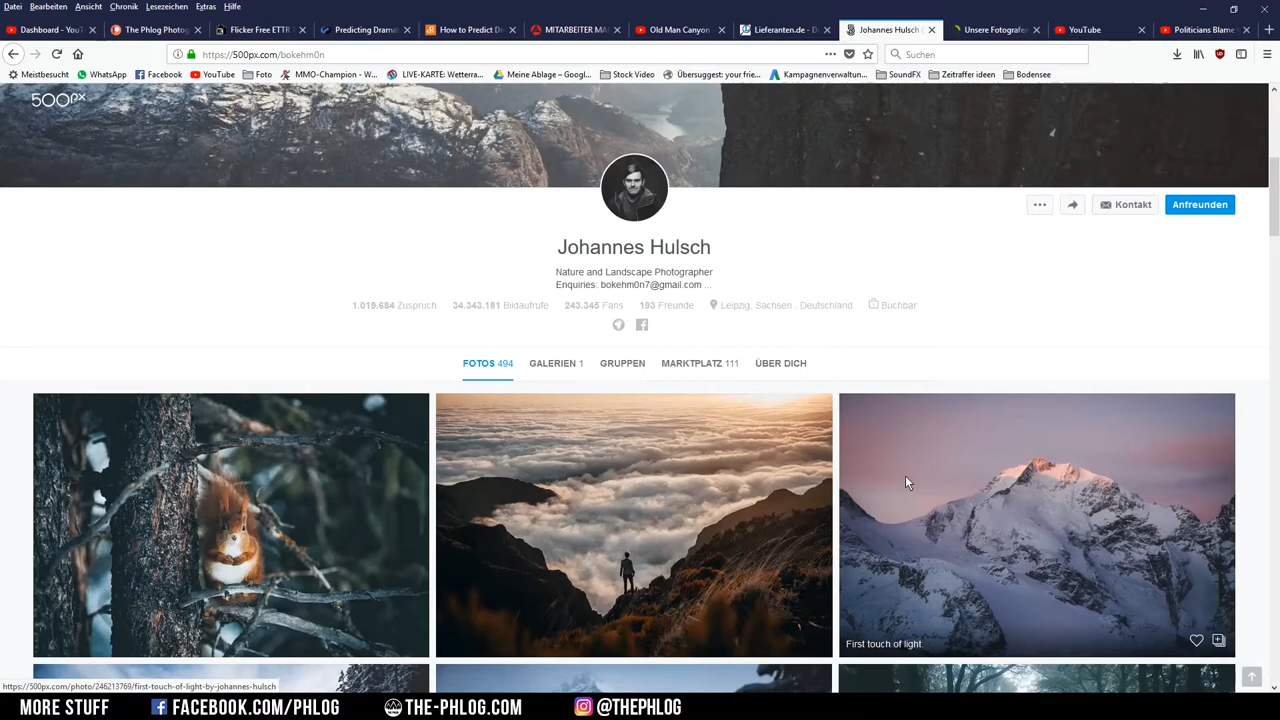 Datei Bearbeiten Ansicht Chronik Lesezeichen Extras Hilfe
Dashboard - YouT
The Phlog Photogr
Flicker Free ETTR
Predicting Dramat
How to Predict Dr
MITARBEITER MA
Old Man Canyon
Lieferanten.de - D
Johannes Hulsch
Unsere Fotografen
YouTube
Politicians Blame
https://500px.com/bokehm0n
Suchen
Meistbesucht WhatsApp Facebook YouTube Foto MMO-Champion - W... LIVE-KARTE: Wetterra... Meine Ablage – Googl... Stock Video Übersuggest: your frie... Kampagnenverwaltun... SoundFX Zeitraffer ideen Bodensee
500px
Kontakt Anfreunden
Johannes Hulsch
Nature and Landscape Photographer
Enquiries: bokehm0n7@gmail.com ...
1.019.684 Zuspruch 34.343.191 Bildaufrufe 243.345 Fans 193 Freunde Leipzig, Sachsen , Deutschland Buchbar
FOTOS 494 GALERIEN 1 GRUPPEN MARKTPLATZ 111 ÜBER DICH
First touch of light.
https://500px.com/photo/246213769/first-touch-of-light-by-johannes-hulsch
MORE STUFF FACEBOOK.COM/PHLOG THE-PHLOG.COM @THEPHLOG